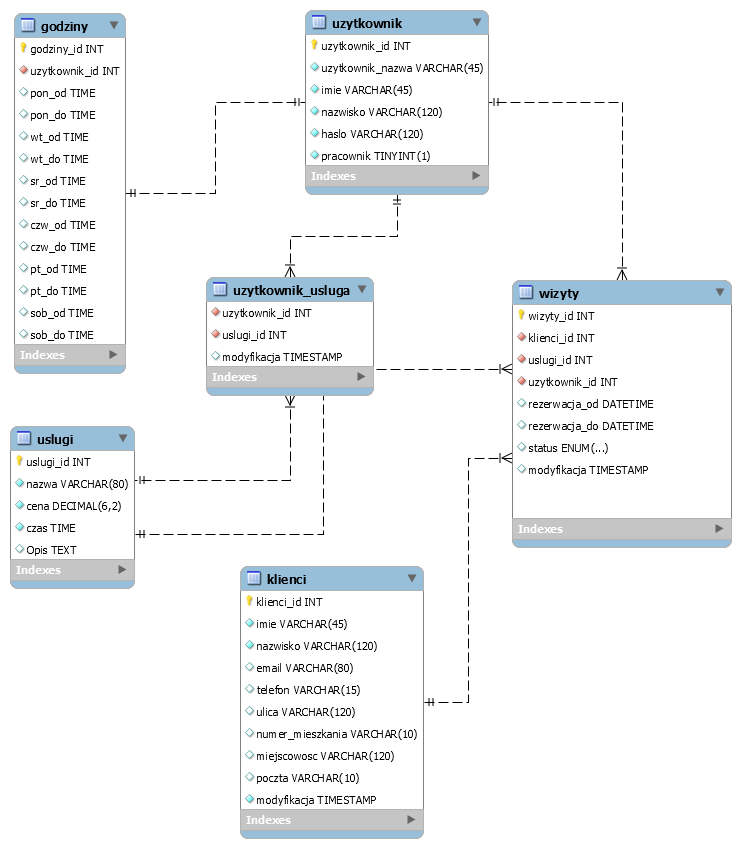 godziny
godziny_id INT
uzytkownik_id INT
pon_od TIME
pon_do TIME
wt_od TIME
wt_do TIME
sr_od TIME
sr_do TIME
czw_od TIME
czw_do TIME
pt_od TIME
pt_do TIME
sob_od TIME
sob_do TIME
Indexes
uzytkownik
uzytkownik_id INT
uzytkownik_nazwa VARCHAR(45)
imie VARCHAR(45)
nazwisko VARCHAR(120)
haslo VARCHAR(120)
pracownik TINYINT(1)
Indexes
uzytkownik_usluga
uzytkownik_id INT
uslugi_id INT
modyfikacja TIMESTAMP
Indexes
wizyty
wizyty_id INT
klienci_id INT
uslugi_id INT
uzytkownik_id INT
rezerwacja_od DATETIME
rezerwacja_do DATETIME
status ENUM(...)
modyfikacja TIMESTAMP
Indexes
uslugi
uslugi_id INT
nazwa VARCHAR(80)
cena DECIMAL(6,2)
czas TIME
Opis TEXT
Indexes
klienci
klienci_id INT
imie VARCHAR(45)
nazwisko VARCHAR(120)
email VARCHAR(80)
telefon VARCHAR(15)
ulica VARCHAR(120)
numer_mieszkania VARCHAR(10)
miejscowosc VARCHAR(120)
poczta VARCHAR(10)
modyfikacja TIMESTAMP
Indexes